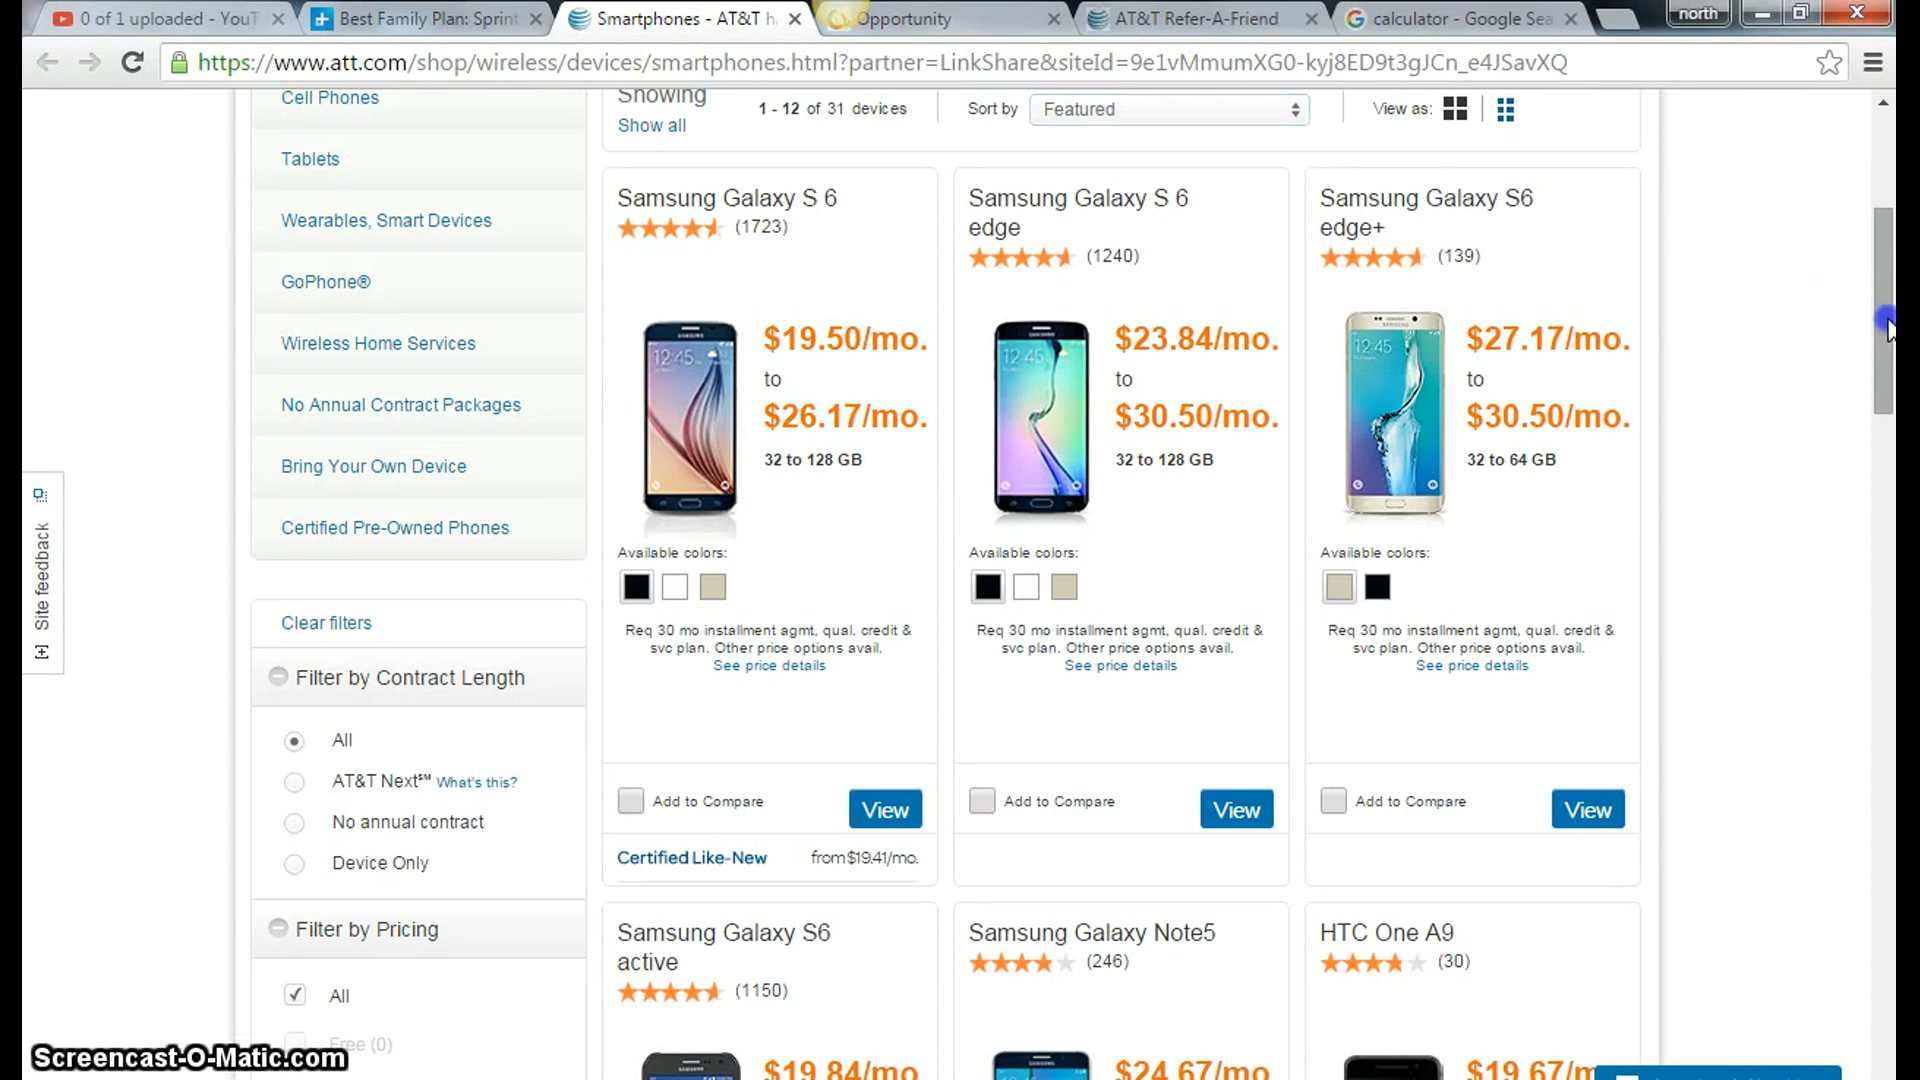 0 of 1 uploaded - YouT
Best Family Plan: Sprint
Smartphones - AT&T h
Opportunity
AT&T Refer-A-Friend
calculator - Google Sea
north
https://www.att.com/shop/wireless/devices/smartphones.html?partner=LinkShare&siteId=9e1vMmumXG0-kyj8ED9t3gJCn_e4JSavXQ
Cell Phones
Tablets
Wearables, Smart Devices
GoPhone®
Wireless Home Services
No Annual Contract Packages
Bring Your Own Device
Certified Pre-Owned Phones
Site feedback
Clear filters
Filter by Contract Length
All
AT&T Next℠ What's this?
No annual contract
Device Only
Filter by Pricing
All
Free (0)
Showing
Show all
1 - 12 of 31 devices
Sort by
Featured
View as:
Samsung Galaxy S 6
(1723)
$19.50/mo.
to
$26.17/mo.
32 to 128 GB
Available colors:
Req 30 mo installment agmt, qual. credit &
svc plan. Other price options avail.
See price details
Add to Compare
View
Certified Like-New
from $19.41/mo.
Samsung Galaxy S 6
edge
(1240)
$23.84/mo.
to
$30.50/mo.
32 to 128 GB
Available colors:
Req 30 mo installment agmt, qual. credit &
svc plan. Other price options avail.
See price details
Add to Compare
View
Samsung Galaxy S6
edge+
(139)
12:45
$27.17/mo.
to
$30.50/mo.
32 to 64 GB
Available colors:
Req 30 mo installment agmt, qual. credit &
svc plan. Other price options avail.
See price details
Add to Compare
View
Samsung Galaxy S6
active
(1150)
$19.84/mo.
Samsung Galaxy Note5
(246)
$24.67/mo.
HTC One A9
(30)
$19.67/m
Screencast-O-Matic.com